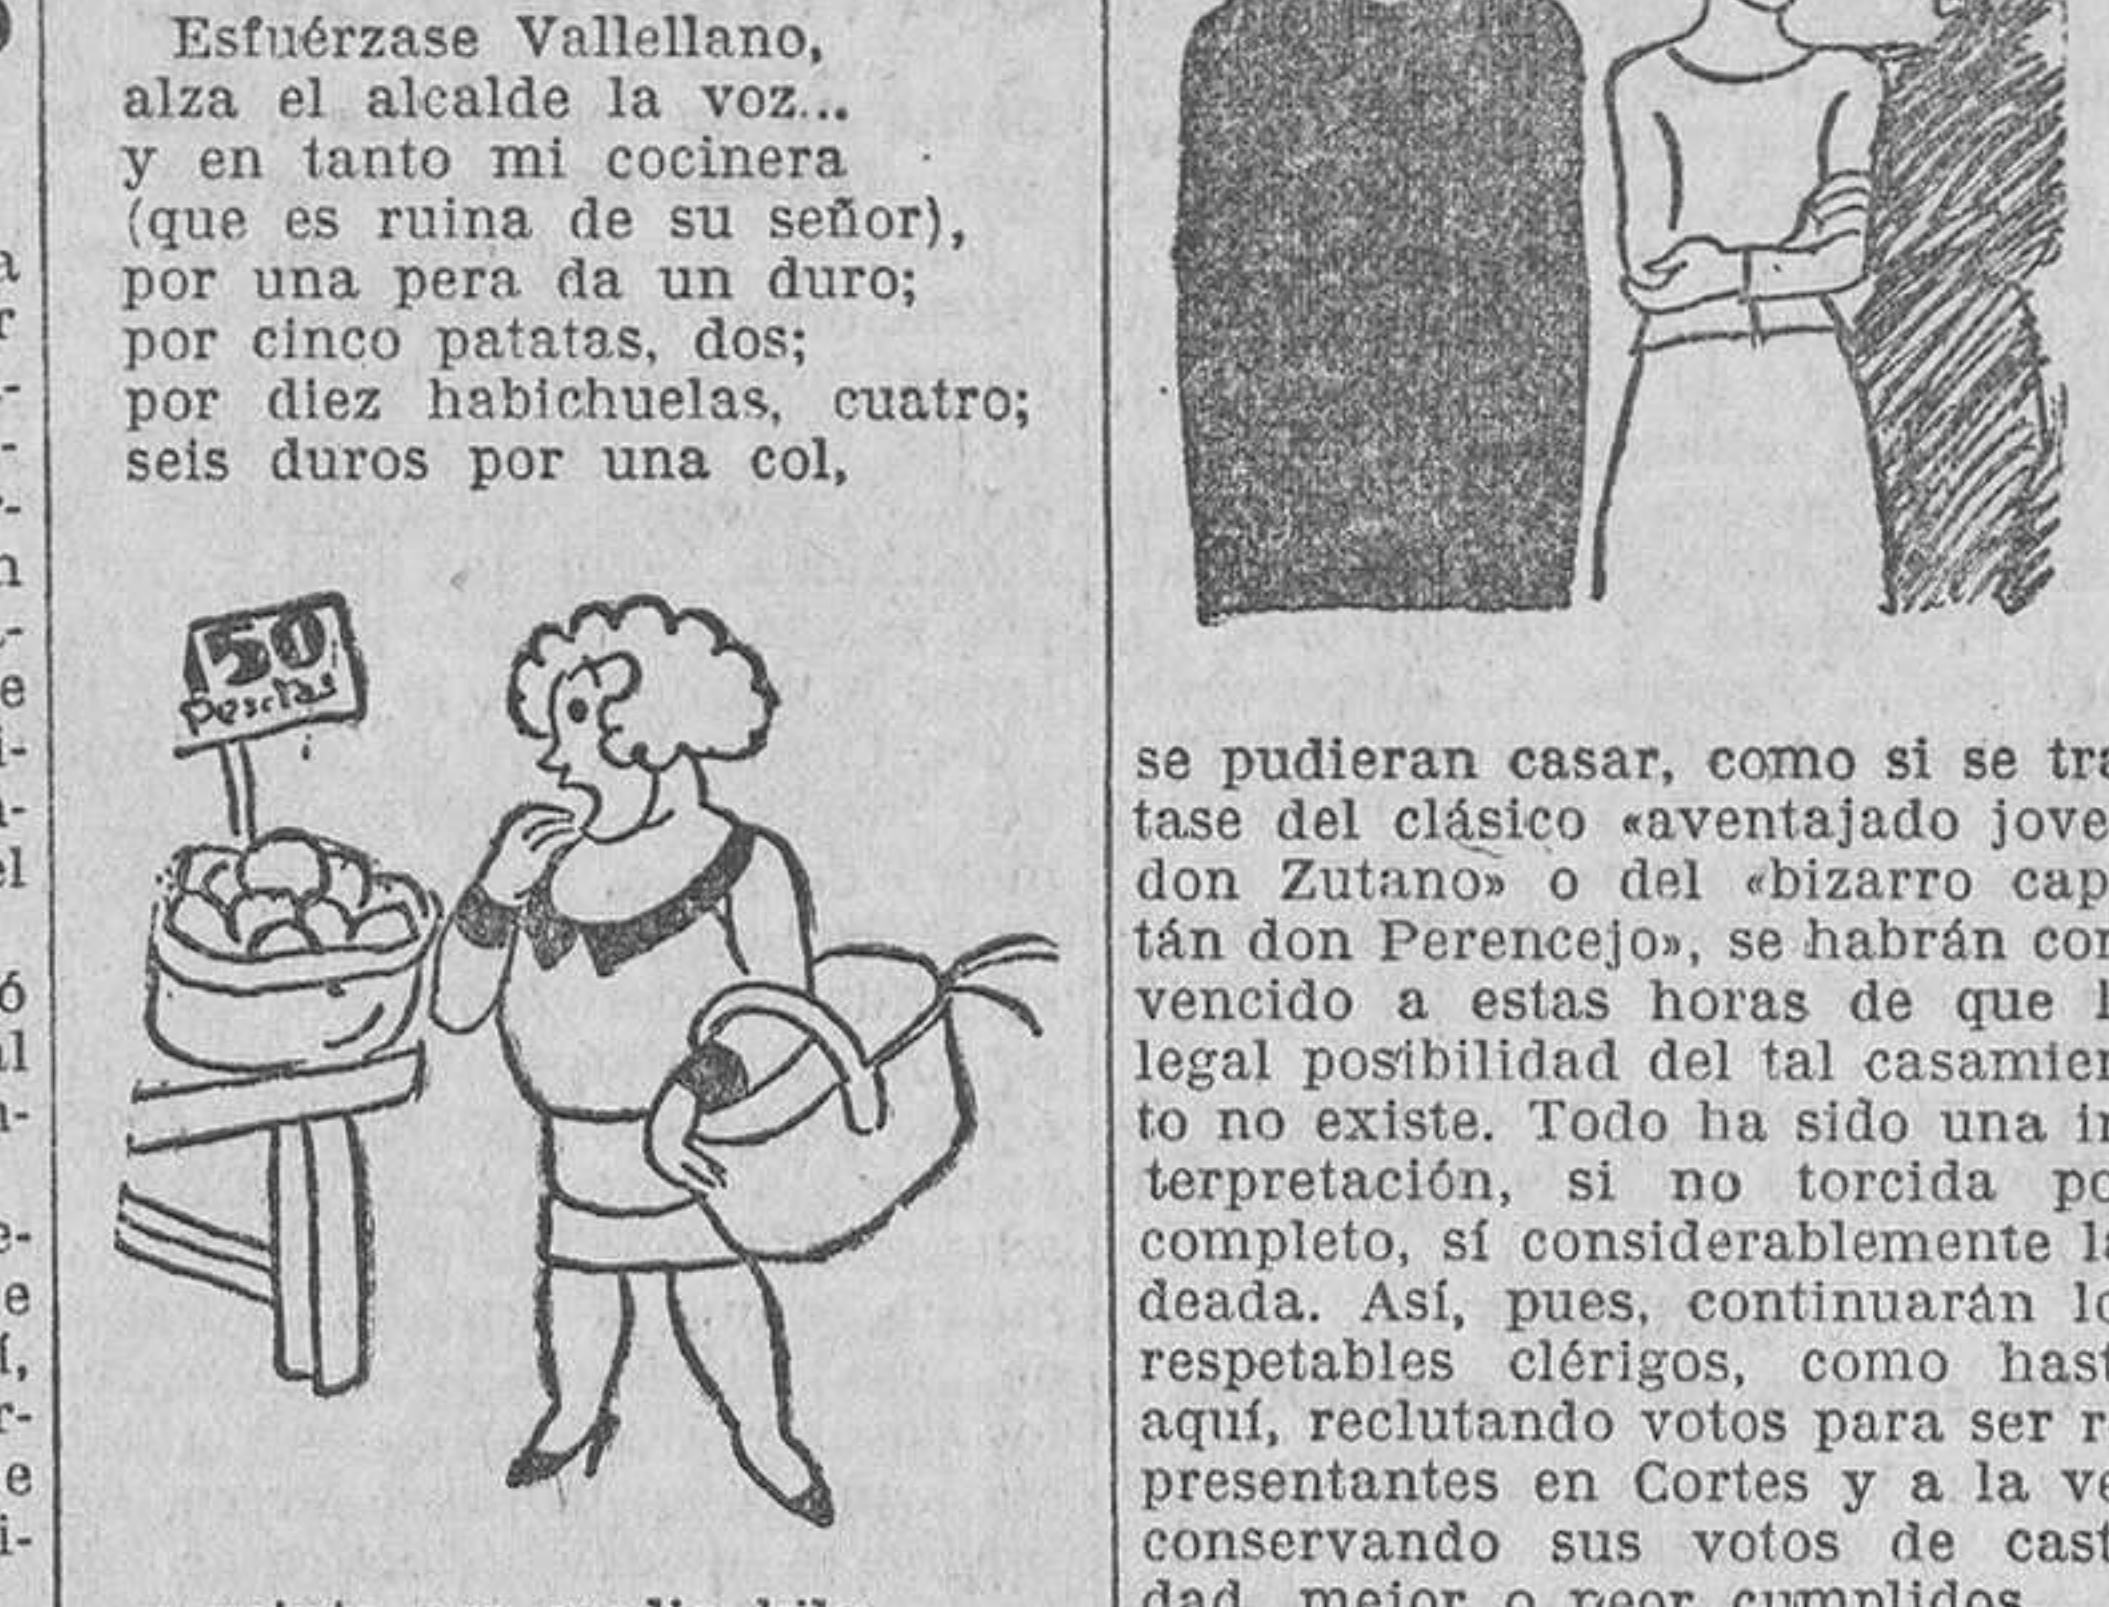 Esfuérzase Vallellano,
alza el alcalde la voz...
y en tanto mi cocinera
(que es ruina de su señor),
por una pera da un duro;
por cinco patatas, dos;
por diez habichuelas, cuatro;
seis duros por una col,
50
pesetas
se pudieran casar, como si se tra
tase del clásico «aventajado jove
don Zutano» o del «bizarro cap
tán don Perencejo», se habrán con
vencido a estas horas de que l
legal posibilidad del tal casamien
to no existe. Todo ha sido una in
terpretación, si no torcida po
completo, sí considerablemente la
deada. Así, pues, continuarán lo
respetables clérigos, como hast
aquí, reclutando votos para ser r
presentantes en Cortes y a la ve
conservando sus votos de cast
dad, mejor o peor cumplidos.